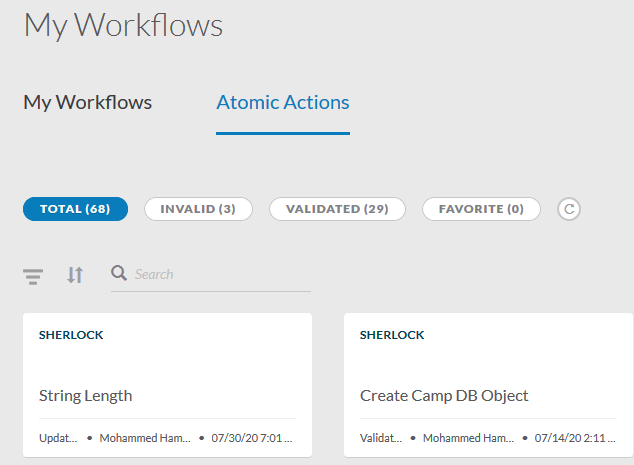 My Workflows
My Workflows Atomic Actions
TOTAL (68) INVALID (3) VALIDATED (29) FAVORITE (0)
Search
SHERLOCK SHERLOCK
String Length Create Camp DB Object
Updat... • Mohammed Ham... • 07/30/20 7:01 ... Validat... • Mohammed Ham... • 07/14/20 2:11 ...